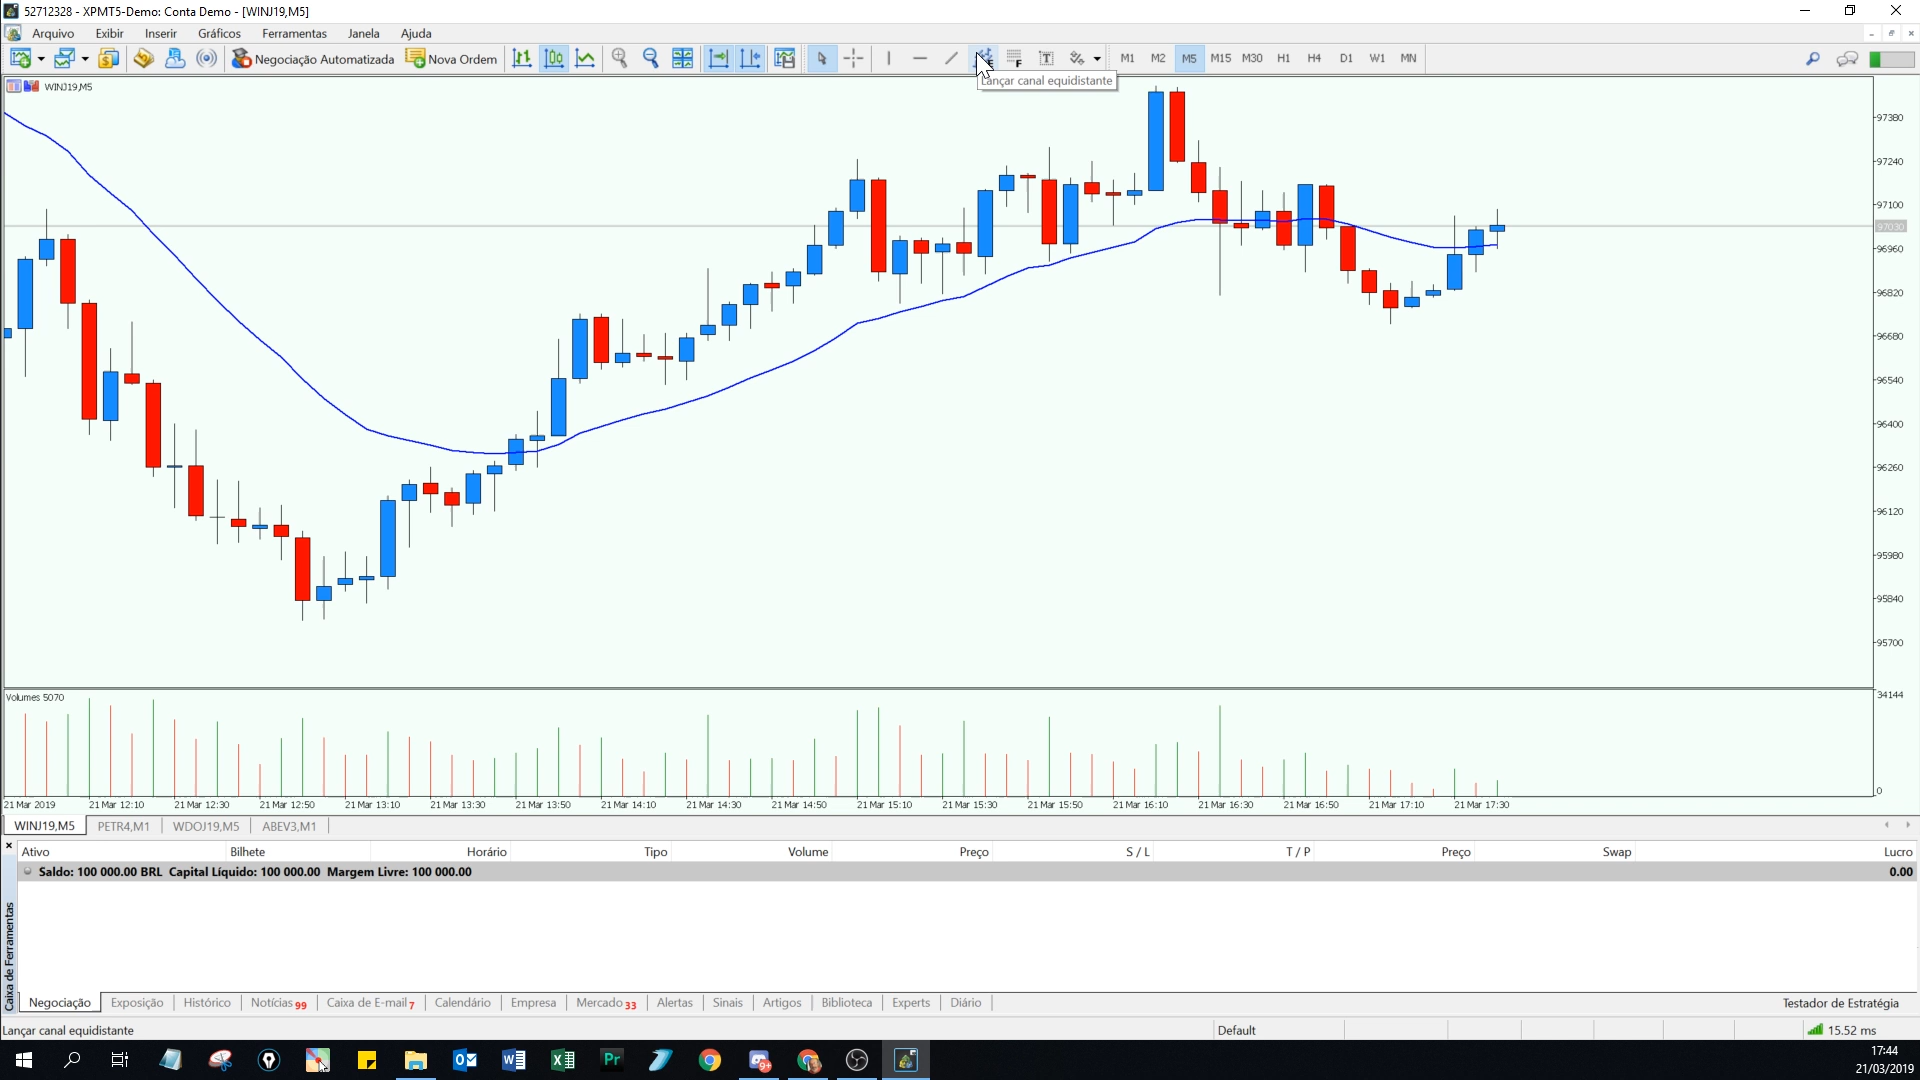 52712328 - XPMT5-Demo: Conta Demo - [WINJ19,M5]
Arquivo Exibir Inserir Gráficos Ferramentas Janela Ajuda
Negociação Automatizada Nova Ordem E F T M1 M2 M5 M15 M30 H1 H4 D1 W1 MN
Lançar canal equidistante
WINJ19,M5
97380
97240
97100
97030
96960
96820
96680
96540
96400
96260
96120
95980
95840
95700
Volumes 5070
34144
0
21 Mar 2019 21 Mar 12:10 21 Mar 12:30 21 Mar 12:50 21 Mar 13:10 21 Mar 13:30 21 Mar 13:50 21 Mar 14:10 21 Mar 14:30 21 Mar 14:50 21 Mar 15:10 21 Mar 15:30 21 Mar 15:50 21 Mar 16:10 21 Mar 16:30 21 Mar 16:50 21 Mar 17:10 21 Mar 17:30
WINJ19,M5 PETR4,M1 WDOJ19,M5 ABEV3,M1
Ativo Bilhete Horário Tipo Volume Preço S / L T / P Preço Swap Lucro
Saldo: 100 000.00 BRL Capital Líquido: 100 000.00 Margem Livre: 100 000.00 0.00
Caixa de Ferramentas
Negociação Exposição Histórico Notícias 99 Caixa de E-mail 7 Calendário Empresa Mercado 33 Alertas Sinais Artigos Biblioteca Experts Diário Testador de Estratégia
Lançar canal equidistante Default 15.52 ms
17:44
21/03/2019